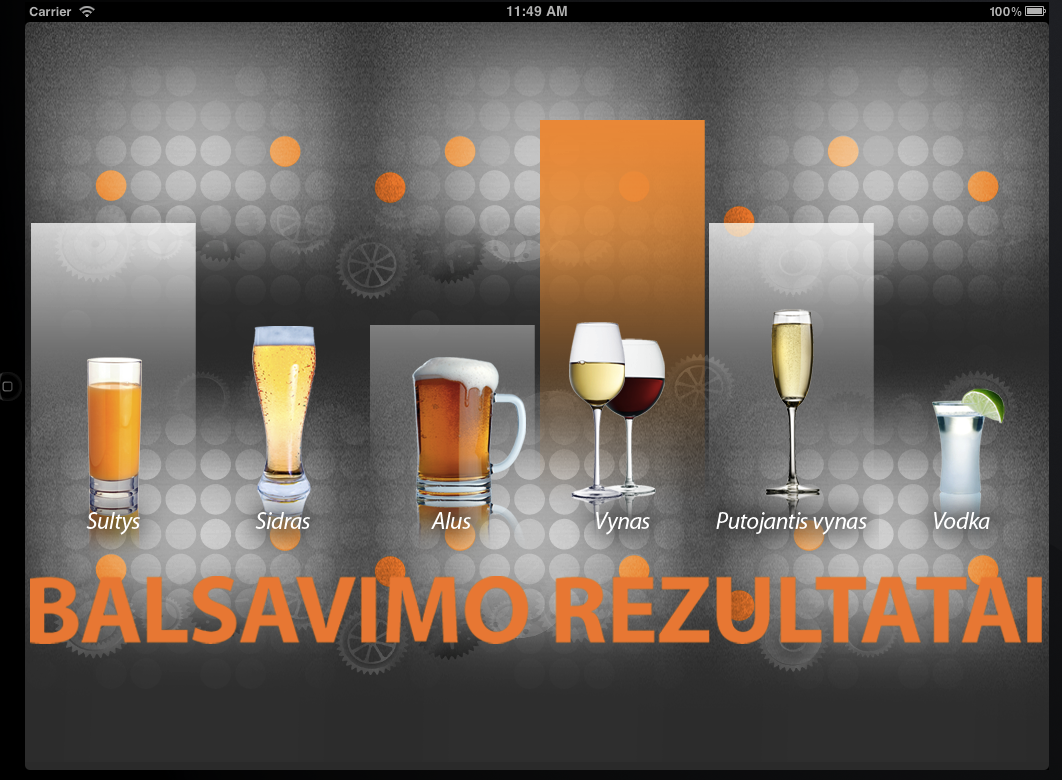 Carrier 11:49 AM 100%
Sultys Sidras Alus Vynas Putojantis vynas Vodka
BALSAVIMO REZULTATAI